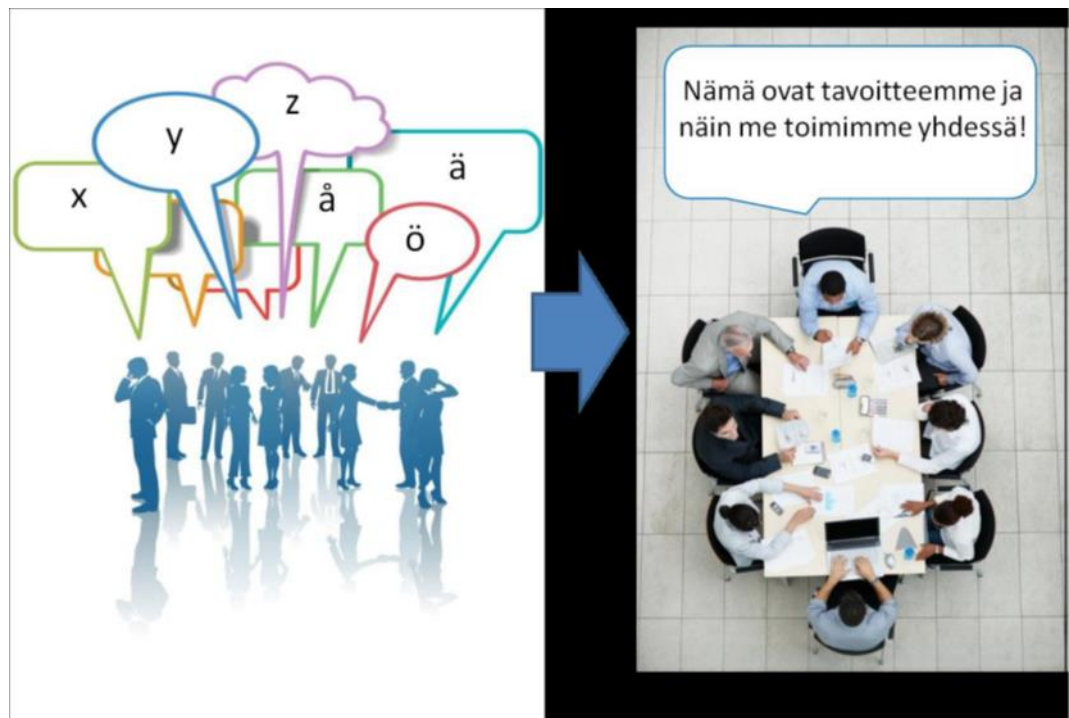 x
y
z
å
ä
ö
Nämä ovat tavoitteemme ja
näin me toimimme yhdessä!